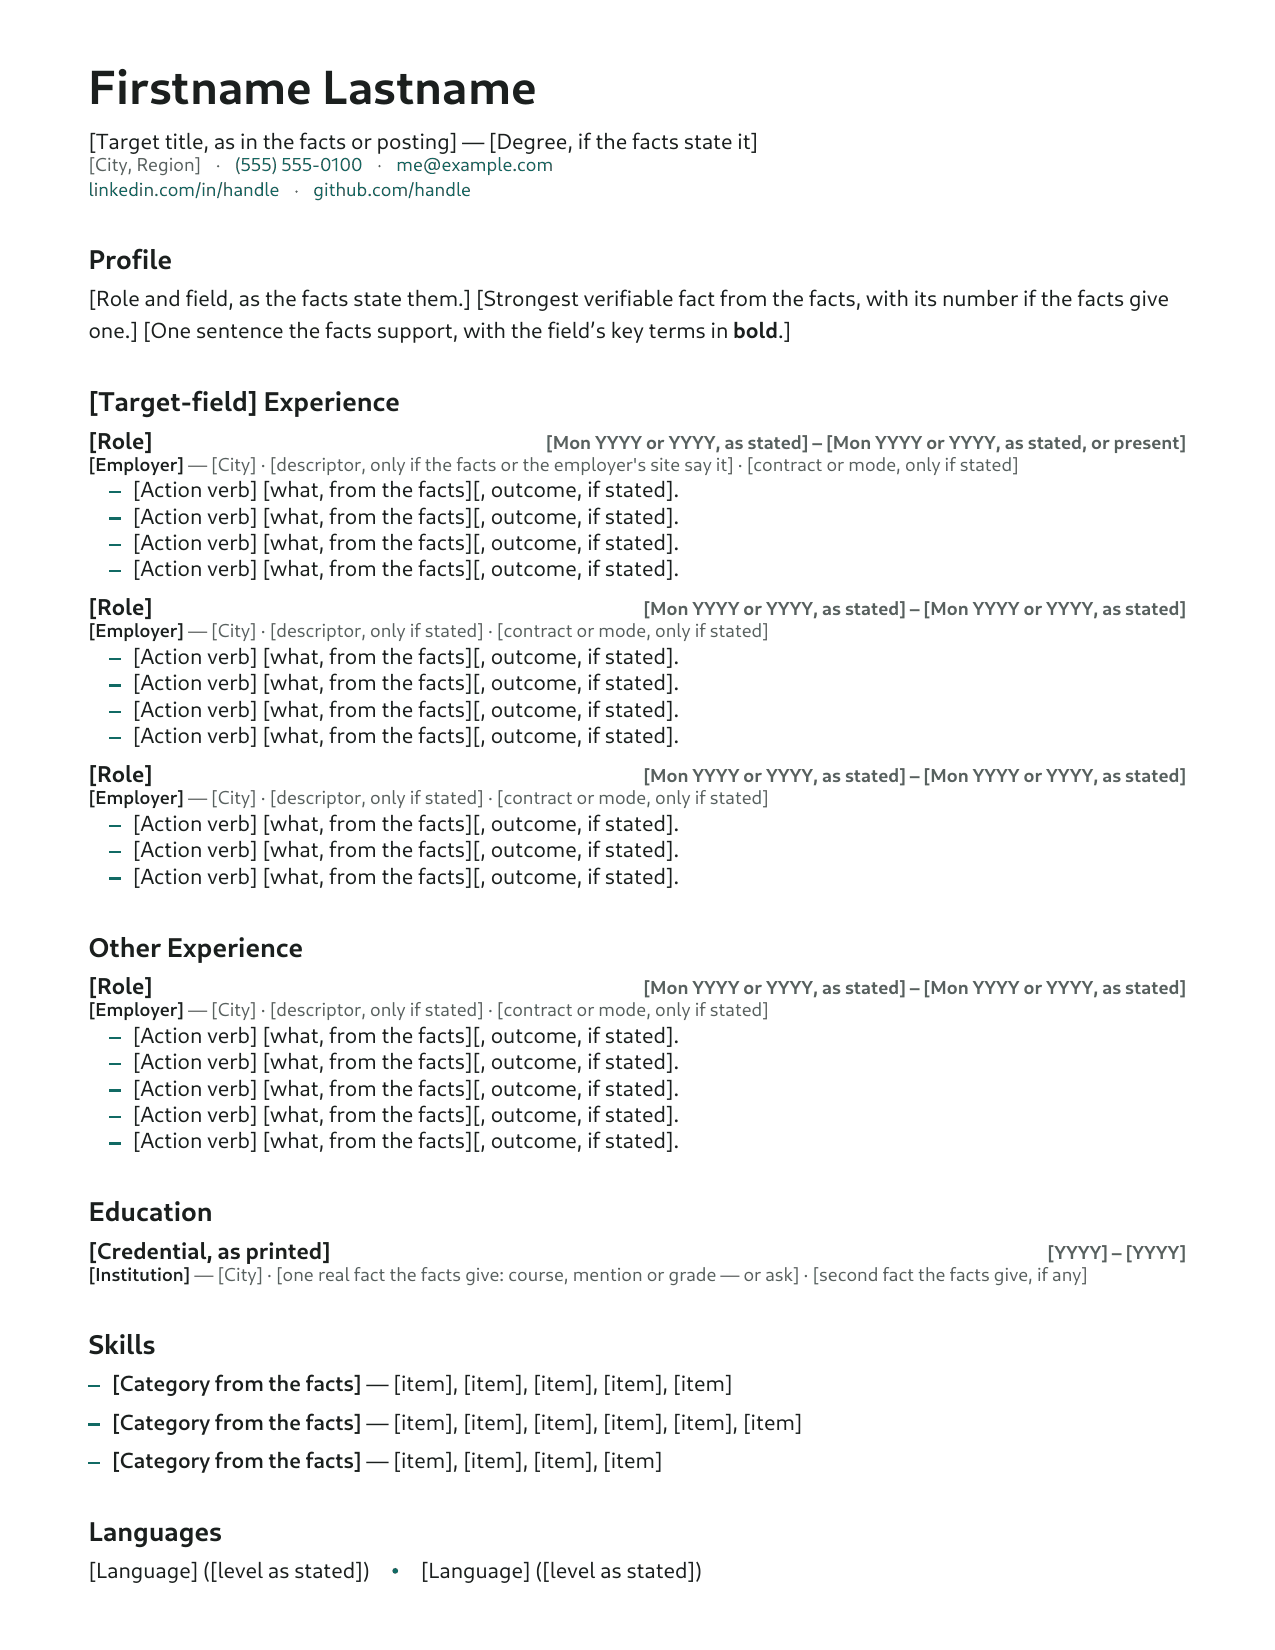 Firstname Lastname
[Target title, as in the facts or posting] — [Degree, if the facts state it]
[City, Region] · (555) 555-0100 · me@example.com
linkedin.com/in/handle · github.com/handle
Profile
[Role and field, as the facts state them.] [Strongest verifiable fact from the facts, with its number if the facts give
one.] [One sentence the facts support, with the field’s key terms in bold.]
[Target-field] Experience
[Role] [Mon YYYY or YYYY, as stated] – [Mon YYYY or YYYY, as stated, or present]
[Employer] — [City] · [descriptor, only if the facts or the employer's site say it] · [contract or mode, only if stated]
– [Action verb] [what, from the facts][, outcome, if stated].
– [Action verb] [what, from the facts][, outcome, if stated].
– [Action verb] [what, from the facts][, outcome, if stated].
– [Action verb] [what, from the facts][, outcome, if stated].
[Role] [Mon YYYY or YYYY, as stated] – [Mon YYYY or YYYY, as stated]
[Employer] — [City] · [descriptor, only if stated] · [contract or mode, only if stated]
– [Action verb] [what, from the facts][, outcome, if stated].
– [Action verb] [what, from the facts][, outcome, if stated].
– [Action verb] [what, from the facts][, outcome, if stated].
– [Action verb] [what, from the facts][, outcome, if stated].
[Role] [Mon YYYY or YYYY, as stated] – [Mon YYYY or YYYY, as stated]
[Employer] — [City] · [descriptor, only if stated] · [contract or mode, only if stated]
– [Action verb] [what, from the facts][, outcome, if stated].
– [Action verb] [what, from the facts][, outcome, if stated].
– [Action verb] [what, from the facts][, outcome, if stated].
Other Experience
[Role] [Mon YYYY or YYYY, as stated] – [Mon YYYY or YYYY, as stated]
[Employer] — [City] · [descriptor, only if stated] · [contract or mode, only if stated]
– [Action verb] [what, from the facts][, outcome, if stated].
– [Action verb] [what, from the facts][, outcome, if stated].
– [Action verb] [what, from the facts][, outcome, if stated].
– [Action verb] [what, from the facts][, outcome, if stated].
– [Action verb] [what, from the facts][, outcome, if stated].
Education
[Credential, as printed] [YYYY] – [YYYY]
[Institution] — [City] · [one real fact the facts give: course, mention or grade — or ask] · [second fact the facts give, if any]
Skills
– [Category from the facts] — [item], [item], [item], [item], [item]
– [Category from the facts] — [item], [item], [item], [item], [item], [item]
– [Category from the facts] — [item], [item], [item], [item]
Languages
[Language] ([level as stated]) • [Language] ([level as stated])